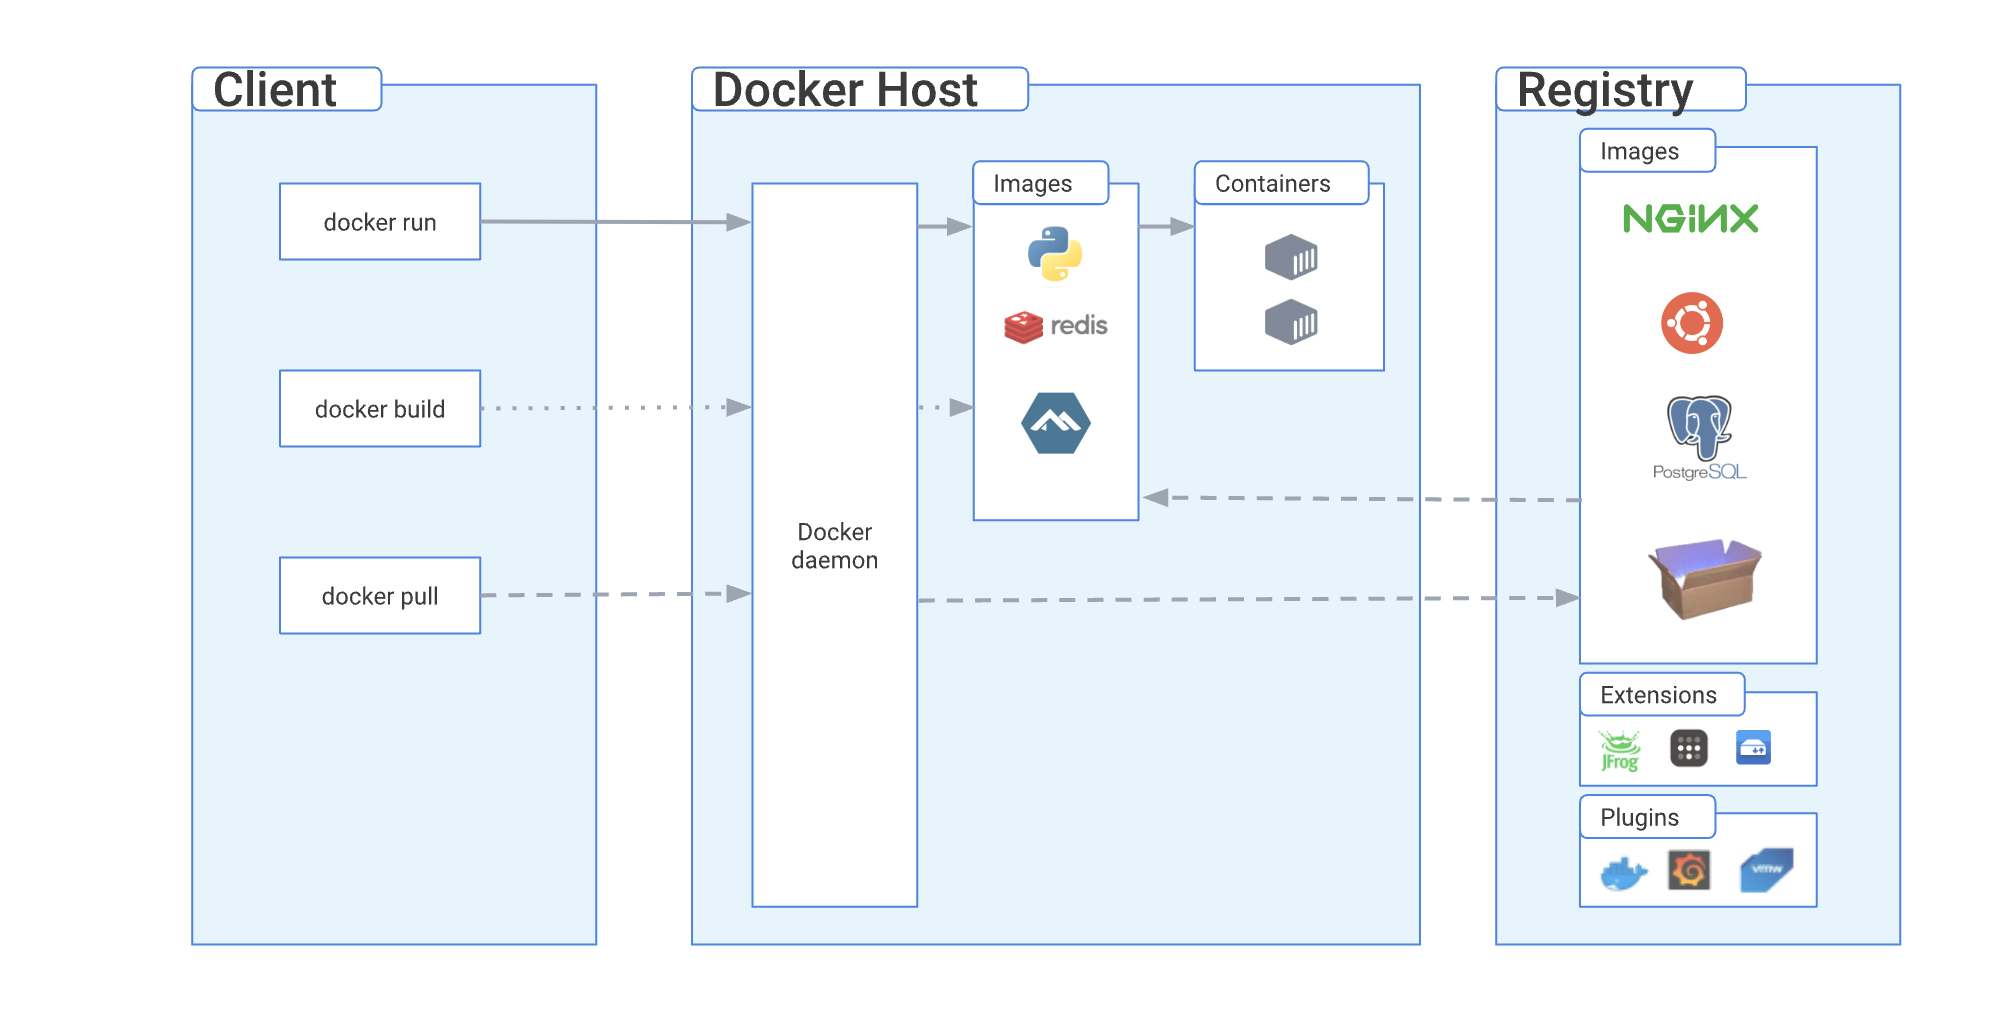 Client
docker run
docker build
docker pull
Docker Host
Docker
daemon
Images
redis
Containers
Registry
Images
NGiNX
PostgreSQL
Extensions
JFrog
Plugins
vmw